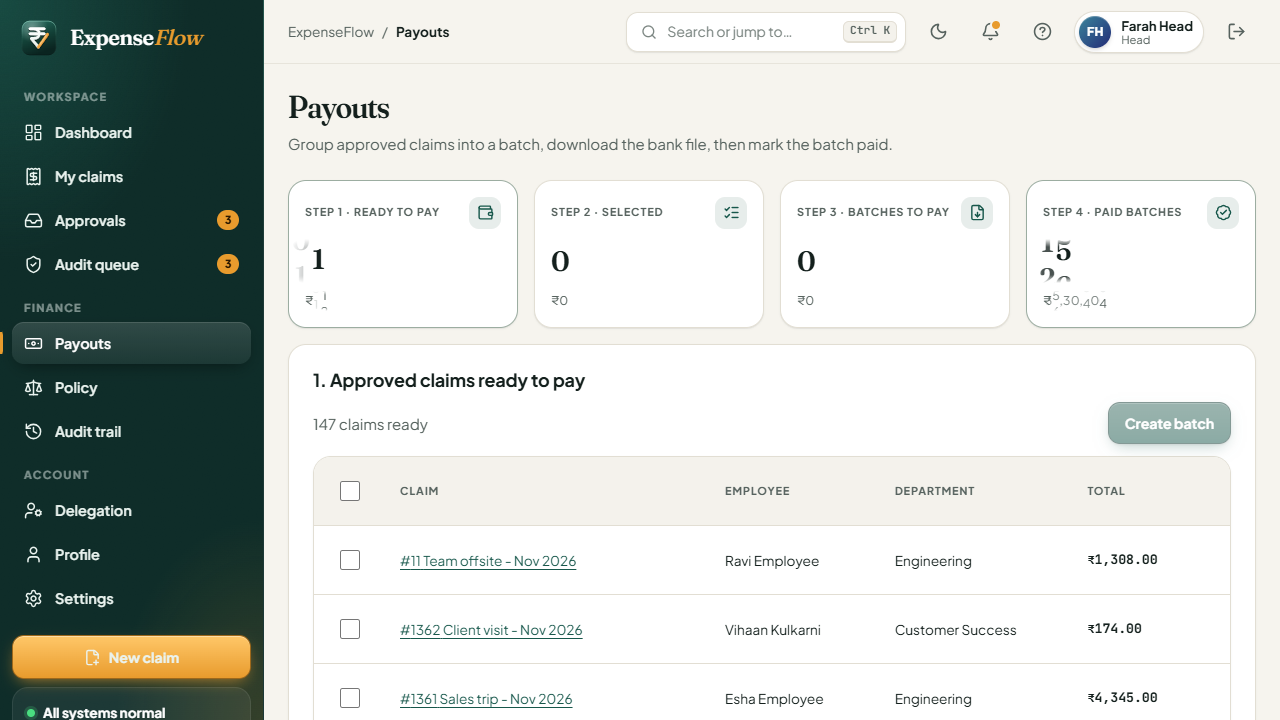 ExpenseFlow
WORKSPACE
Dashboard
My claims
Approvals 3
Audit queue 3
FINANCE
Payouts
Policy
Audit trail
ACCOUNT
Delegation
Profile
Settings
New claim
All systems normal
ExpenseFlow / Payouts
Search or jump to... Ctrl K
FH
Farah Head
Head
Payouts
Group approved claims into a batch, download the bank file, then mark the batch paid.
STEP 1 · READY TO PAY
STEP 2 · SELECTED
0
₹0
STEP 3 · BATCHES TO PAY
0
₹0
STEP 4 · PAID BATCHES
1. Approved claims ready to pay
147 claims ready
Create batch
CLAIM EMPLOYEE DEPARTMENT TOTAL
#11 Team offsite - Nov 2026 Ravi Employee Engineering ₹1,308.00
#1362 Client visit - Nov 2026 Vihaan Kulkarni Customer Success ₹174.00
#1361 Sales trip - Nov 2026 Esha Employee Engineering ₹4,345.00